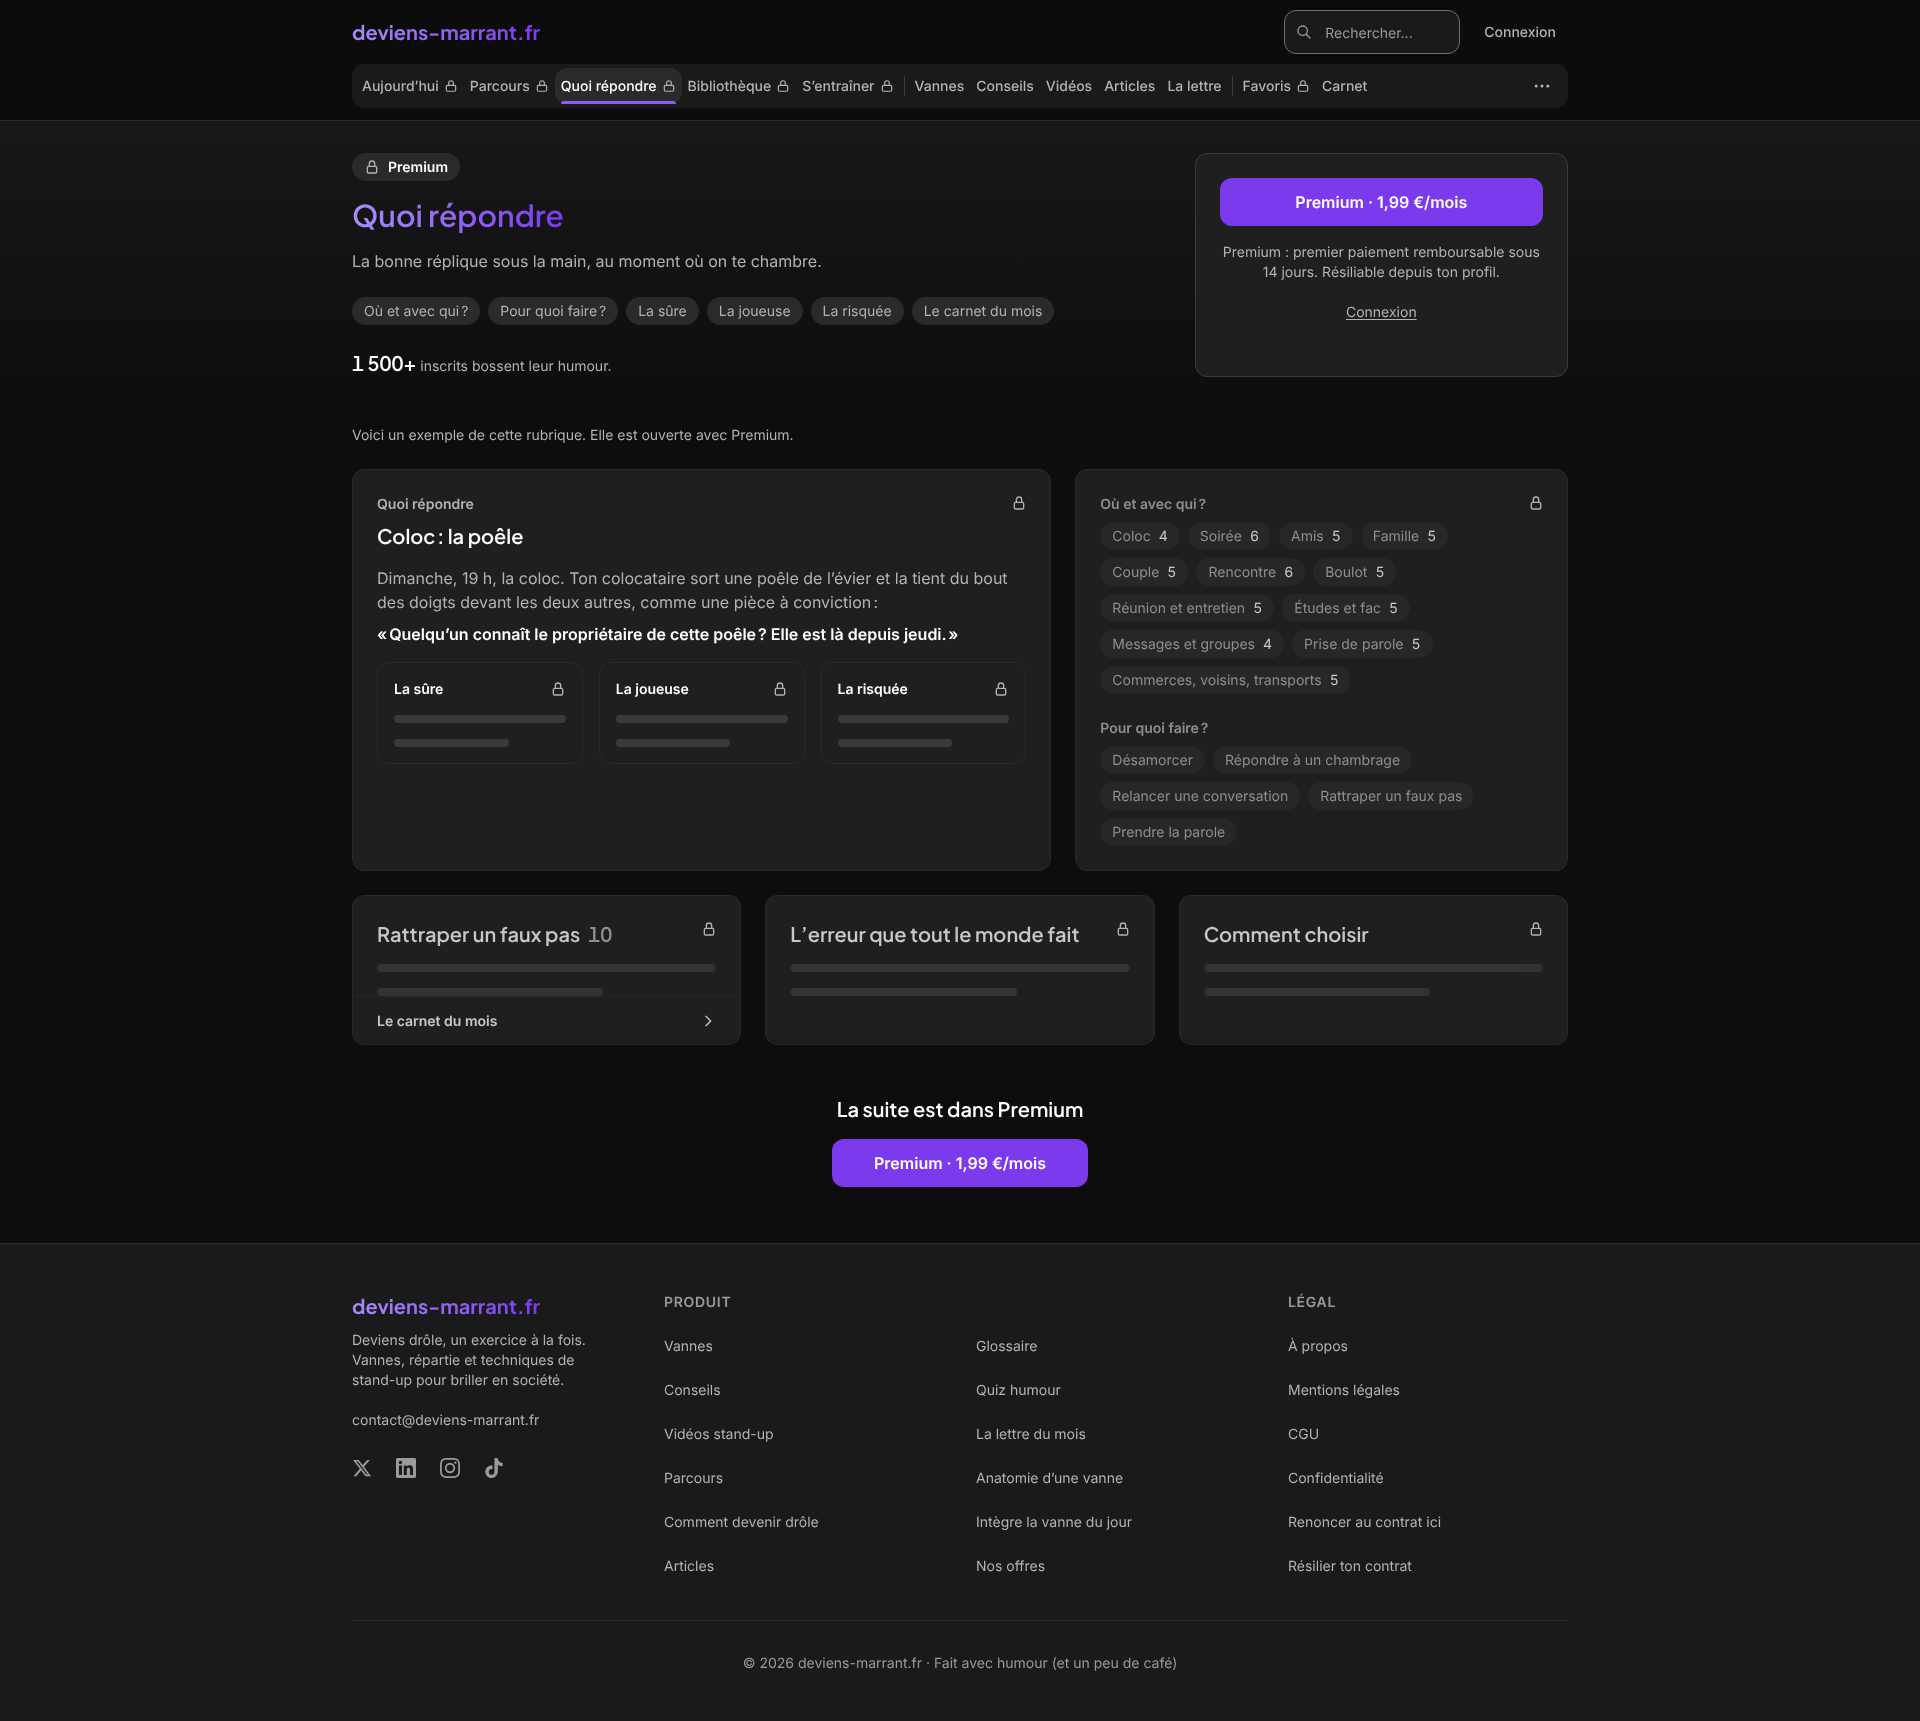 deviens-marrant.fr
Rechercher...
Connexion
Aujourd’hui
Parcours
Quoi répondre
Bibliothèque
S’entraîner
Vannes
Conseils
Vidéos
Articles
La lettre
Favoris
Carnet
Premium
Quoi répondre
La bonne réplique sous la main, au moment où on te chambre.
Où et avec qui ?
Pour quoi faire ?
La sûre
La joueuse
La risquée
Le carnet du mois
1 500+ inscrits bossent leur humour.
Premium · 1,99 €/mois
Premium : premier paiement remboursable sous
14 jours. Résiliable depuis ton profil.
Connexion
Voici un exemple de cette rubrique. Elle est ouverte avec Premium.
Quoi répondre
Coloc : la poêle
Dimanche, 19 h, la coloc. Ton colocataire sort une poêle de l’évier et la tient du bout
des doigts devant les deux autres, comme une pièce à conviction :
« Quelqu’un connaît le propriétaire de cette poêle ? Elle est là depuis jeudi. »
La sûre
La joueuse
La risquée
Où et avec qui ?
Coloc 4
Soirée 6
Amis 5
Famille 5
Couple 5
Rencontre 6
Boulot 5
Réunion et entretien 5
Études et fac 5
Messages et groupes 4
Prise de parole 5
Commerces, voisins, transports 5
Pour quoi faire ?
Désamorcer
Répondre à un chambrage
Relancer une conversation
Rattraper un faux pas
Prendre la parole
Rattraper un faux pas 10
Le carnet du mois
L’erreur que tout le monde fait
Comment choisir
La suite est dans Premium
Premium · 1,99 €/mois
deviens-marrant.fr
Deviens drôle, un exercice à la fois.
Vannes, répartie et techniques de
stand-up pour briller en société.
contact@deviens-marrant.fr
PRODUIT
Vannes
Conseils
Vidéos stand-up
Parcours
Comment devenir drôle
Articles
Glossaire
Quiz humour
La lettre du mois
Anatomie d’une vanne
Intègre la vanne du jour
Nos offres
LÉGAL
À propos
Mentions légales
CGU
Confidentialité
Renoncer au contrat ici
Résilier ton contrat
© 2026 deviens-marrant.fr · Fait avec humour (et un peu de café)